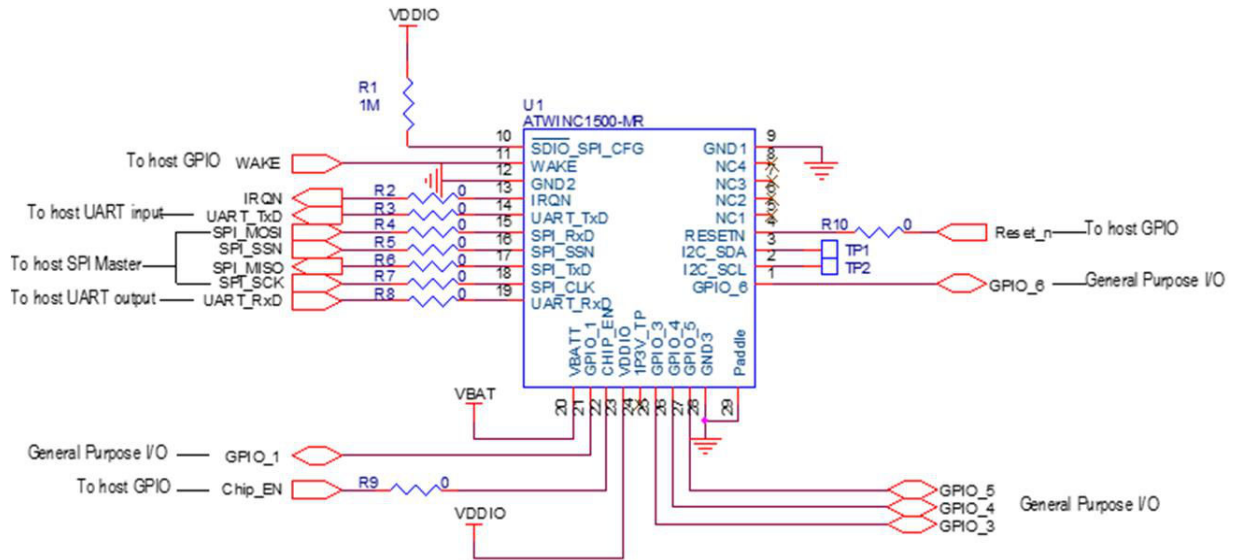 VDDIO
R1
1M
U1
ATWINC1500-MR
10
SDIO_SPI_CFG
GND1
9
To host GPIO WAKE
11
WAKE
NC4
8
12
GND2
NC3
7
IRQN
R2
0
13
IRQN
NC2
6
To host UART input
UART_TxD
R3
0
14
UART_TxD
NC1
5
SPI_MOSI
R4
0
15
SPI_RxD
RESETN
4
R10
0
Reset_n
To host GPIO
SPI_SSN
R5
0
16
SPI_SSN
I2C_SDA
3
TP1
To host SPI Master
SPI_MISO
R6
0
17
SPI_TxD
I2C_SCL
2
TP2
SPI_SCK
R7
0
18
SPI_CLK
GPIO_6
1
GPIO_6
General Purpose I/O
To host UART output
UART_RxD
R8
0
19
UART_RxD
VBATT
GPIO_1
CHIP_EN
VDDIO
1P3V_TP
GPIO_3
GPIO_4
GPIO_5
GND3
Paddle
20
21
22
23
24
25
26
27
28
29
VBAT
General Purpose I/O
GPIO_1
To host GPIO
Chip_EN
R9
0
VDDIO
GPIO_5
GPIO_4
General Purpose I/O
GPIO_3